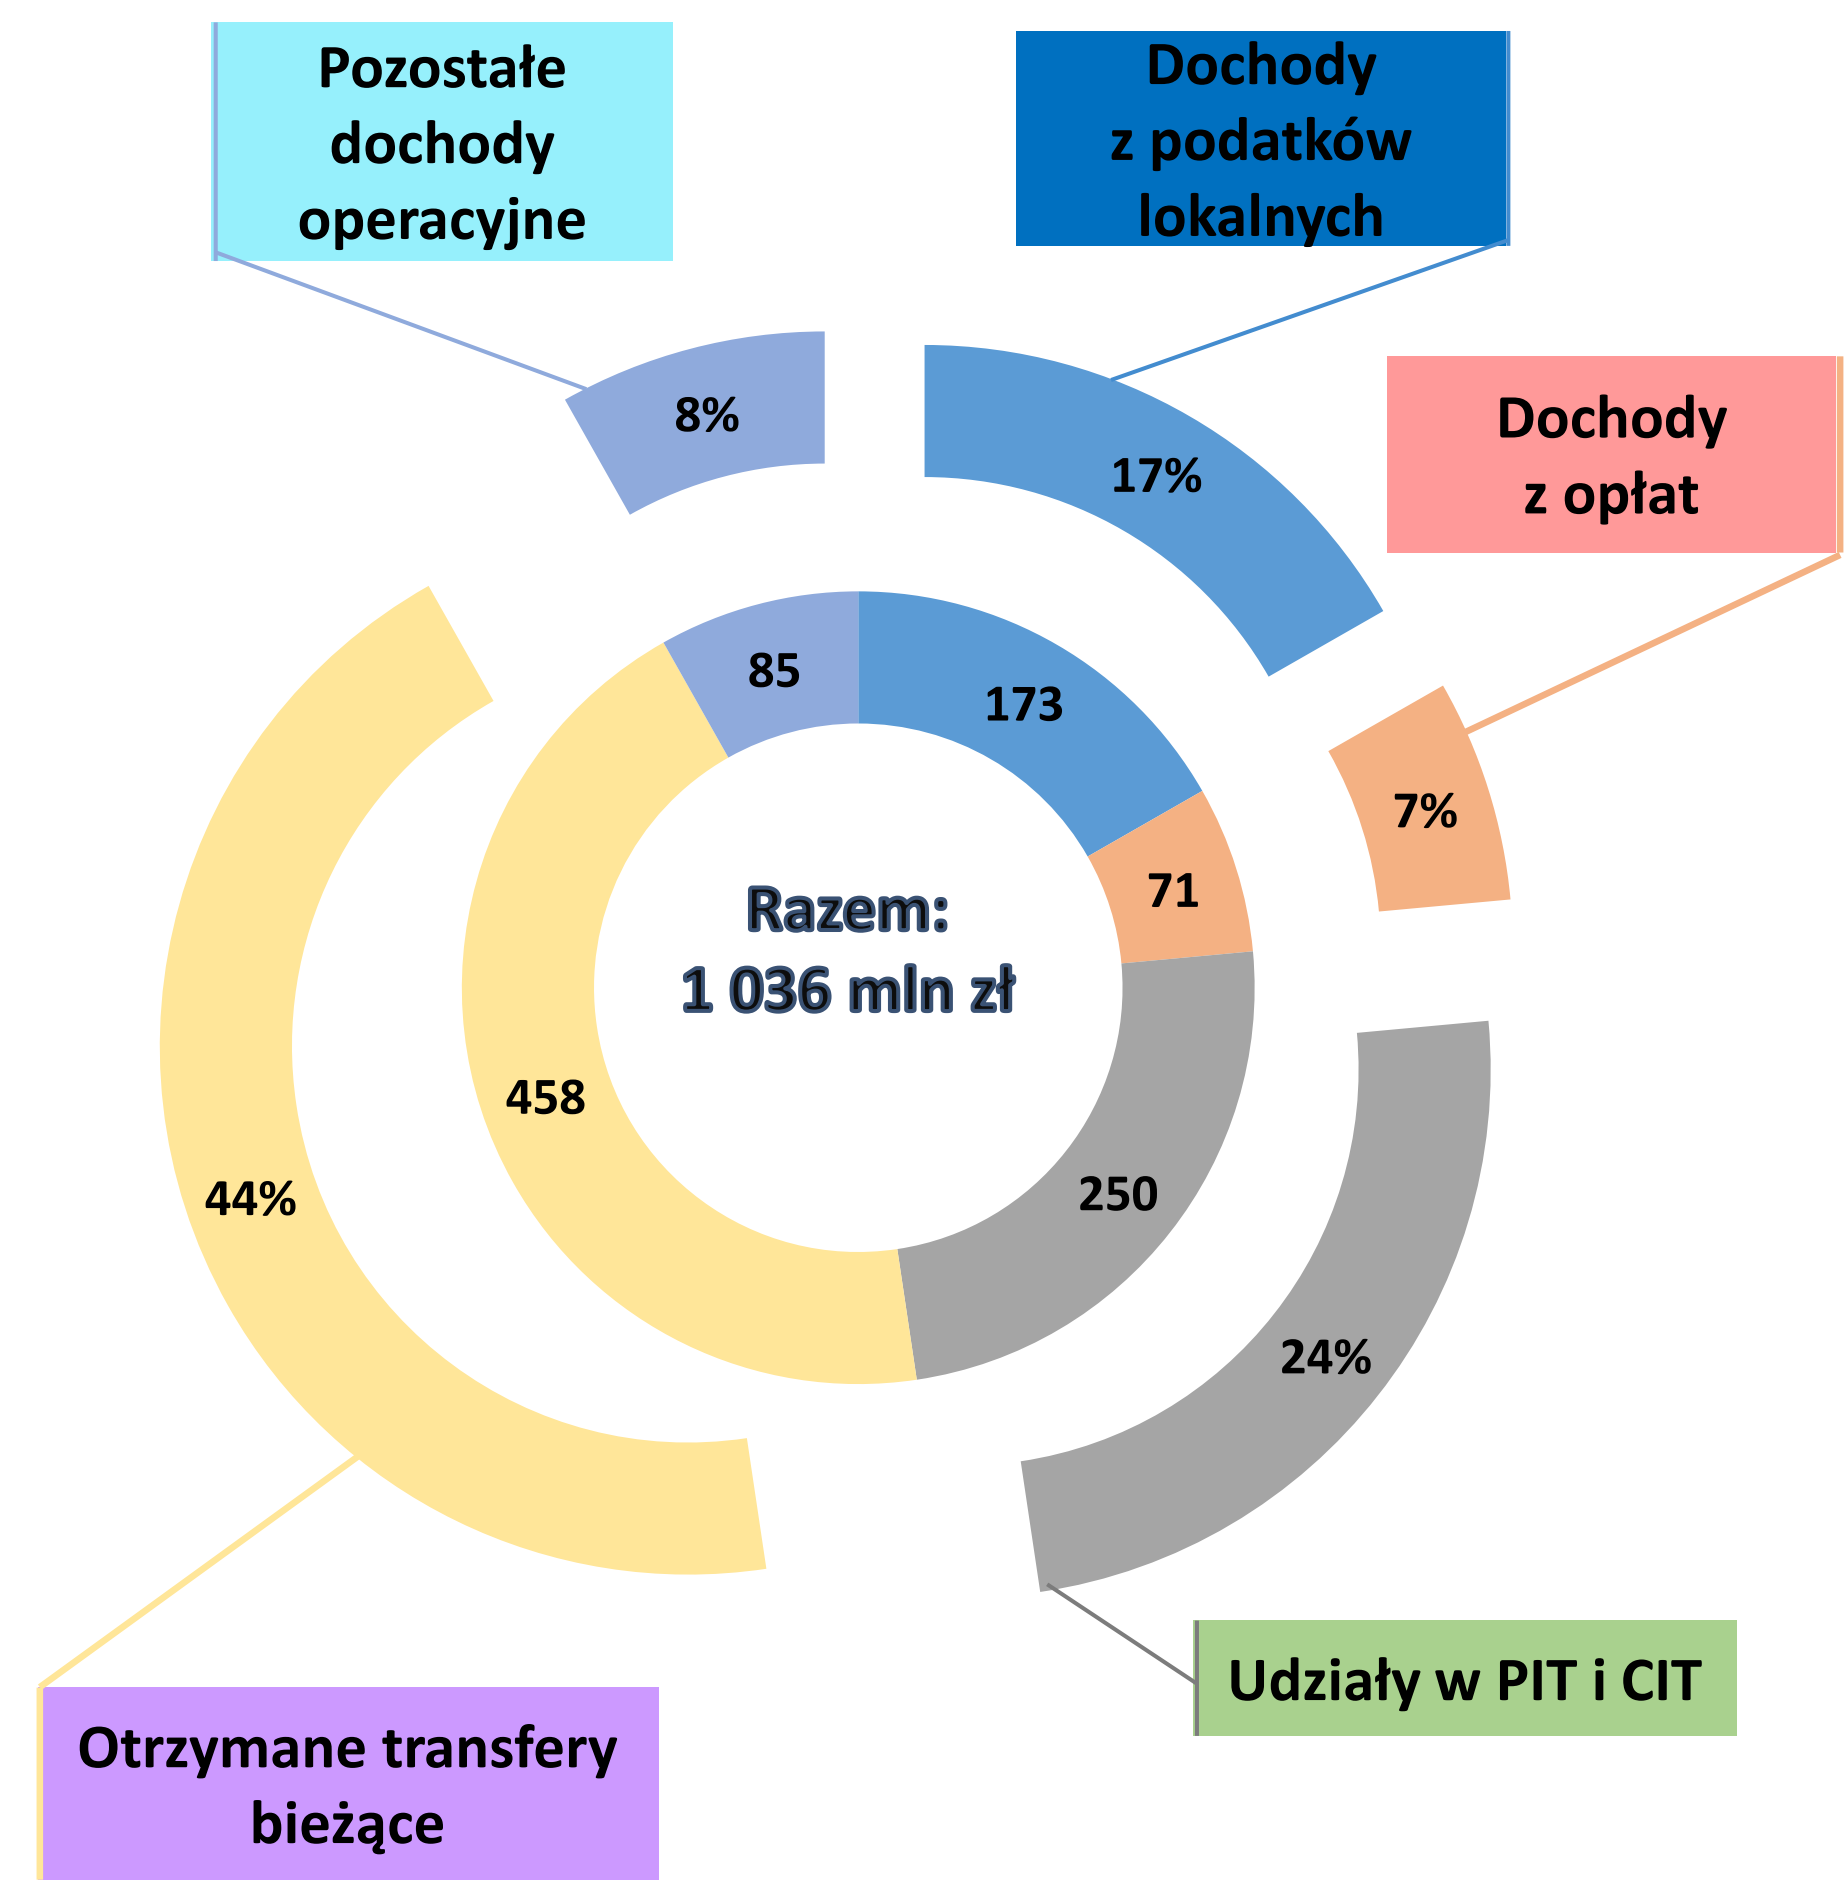 Pozostałe
dochody
operacyjne
Dochody
z podatków
lokalnych
Dochody
z opłat
8%
17%
7%
85
173
71
Razem:
1 036 mln zł
458
250
44%
24%
Udziały w PIT i CIT
Otrzymane transfery
bieżące